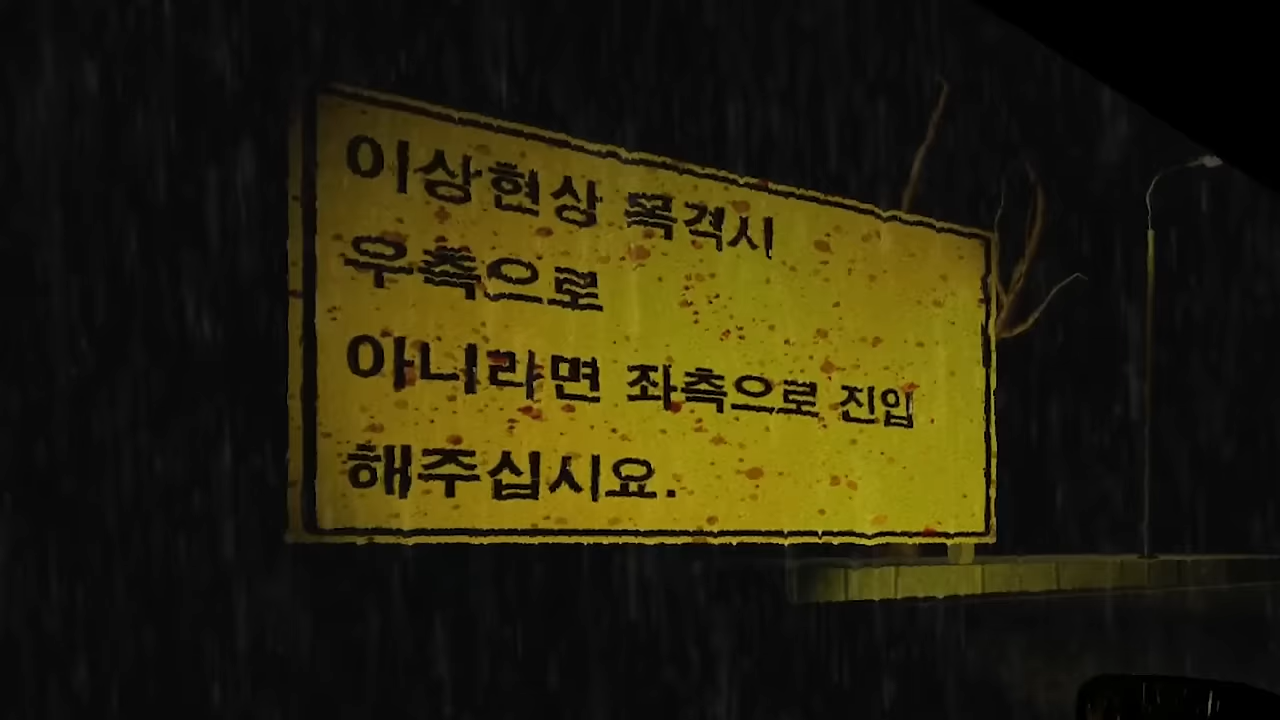 이상현상 목격시
우측으로
아니라면 좌측으로 진입
해주십시요.